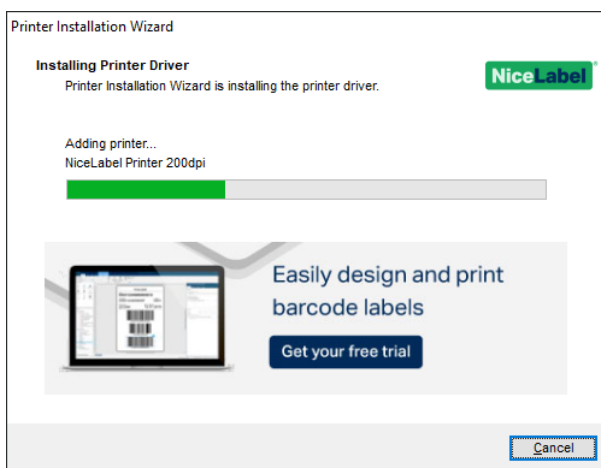 Printer Installation Wizard
Installing Printer Driver
Printer Installation Wizard is installing the printer driver.
NiceLabel
Adding printer...
NiceLabel Printer 200dpi
Easily design and print
barcode labels
Get your free trial
Cancel